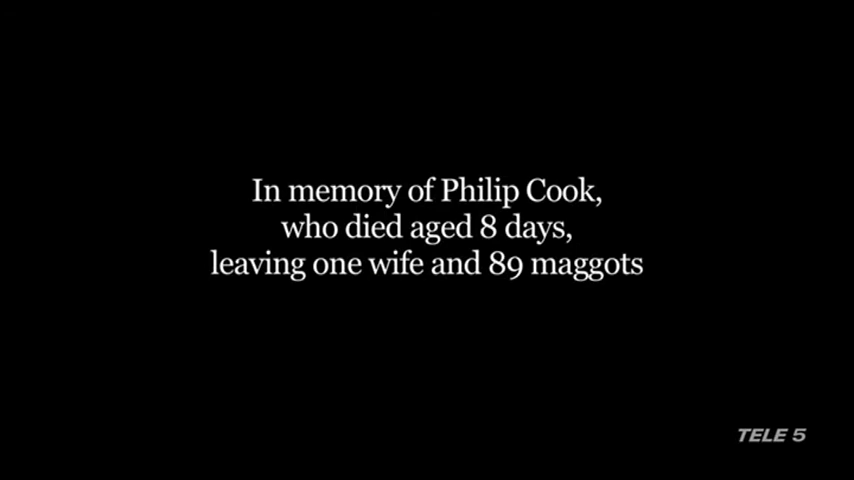 In memory of Philip Cook,
who died aged 8 days,
leaving one wife and 89 maggots
TELE 5